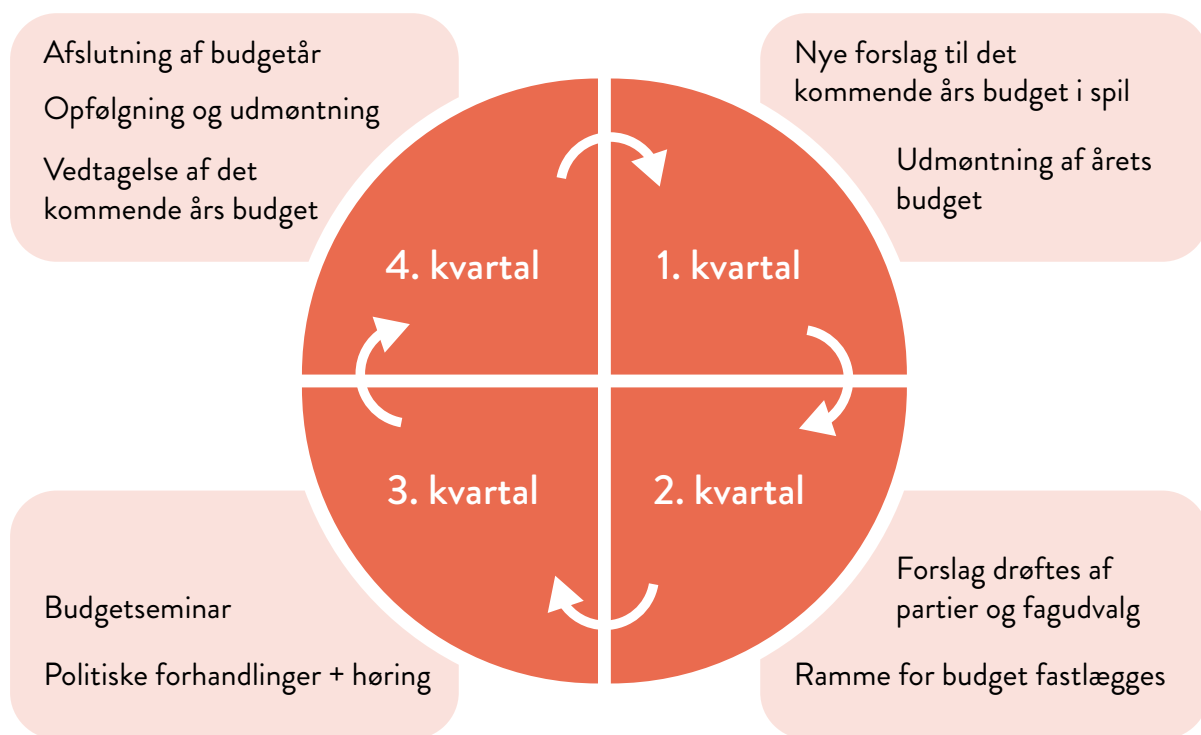 Afslutning af budgetår
Opfølgning og udmøntning
Vedtagelse af det
kommende års budget
Nye forslag til det
kommende års budget i spil
Udmøntning af årets
budget
4. kvartal
1. kvartal
3. kvartal
2. kvartal
Budgetseminar
Politiske forhandlinger + høring
Forslag drøftes af
partier og fagudvalg
Ramme for budget fastlægges